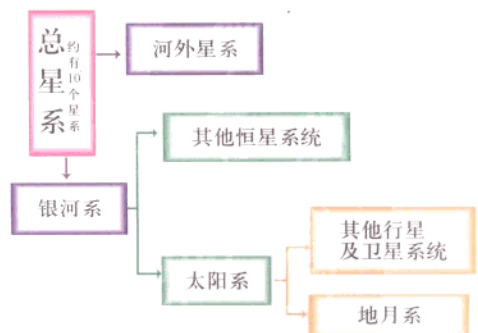 总星系
约有10个星系
河外星系
其他恒星系统
银河系
其他行星
及卫星系统
太阳系
地月系